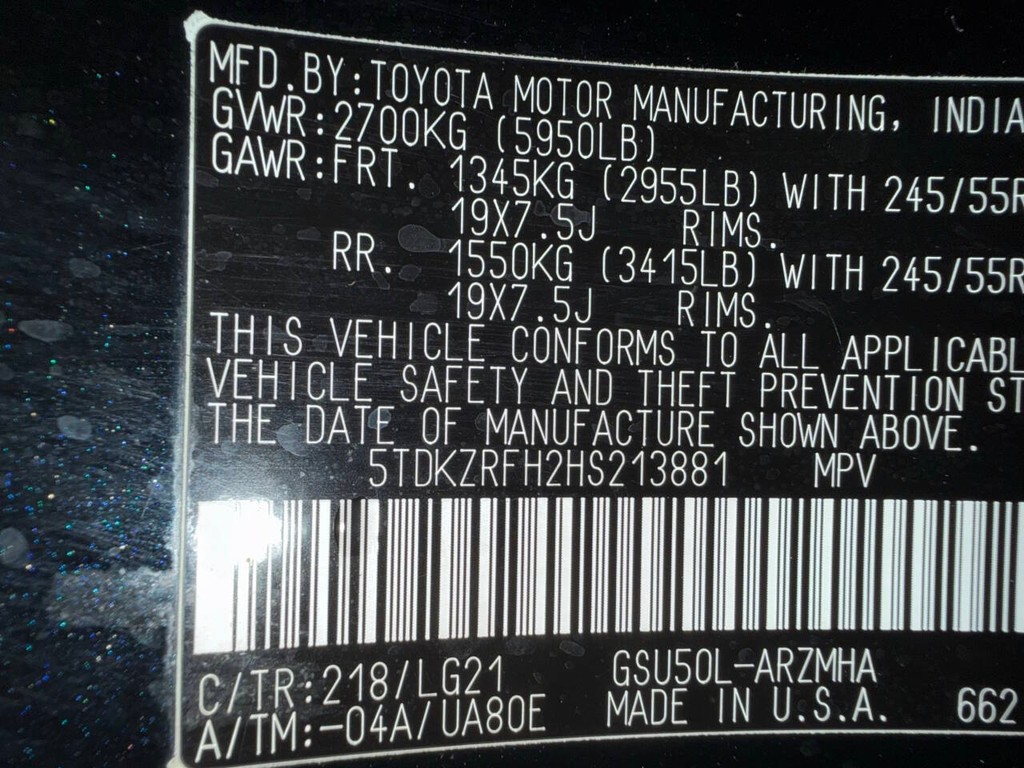 MFD.BY:TOYOTA MOTOR MANUFACTURING, INDIA
GVWR:2700KG (5950LB)
GAWR:FRT. 1345KG (2955LB) WITH 245/55R
19X7.5J RIMS.
RR. 1550KG (3415LB) WITH 245/55R
19X7.5J RIMS.
THIS VEHICLE CONFORMS TO ALL APPLICABL
VEHICLE SAFETY AND THEFT PREVENTION ST
THE DATE OF MANUFACTURE SHOWN ABOVE.
5TDKZRFH2HS213881 MPV
C/TR:218/LG21 GSU50L-ARZMHA
A/TM:-04A/UA80E MADE IN U.S.A. 662